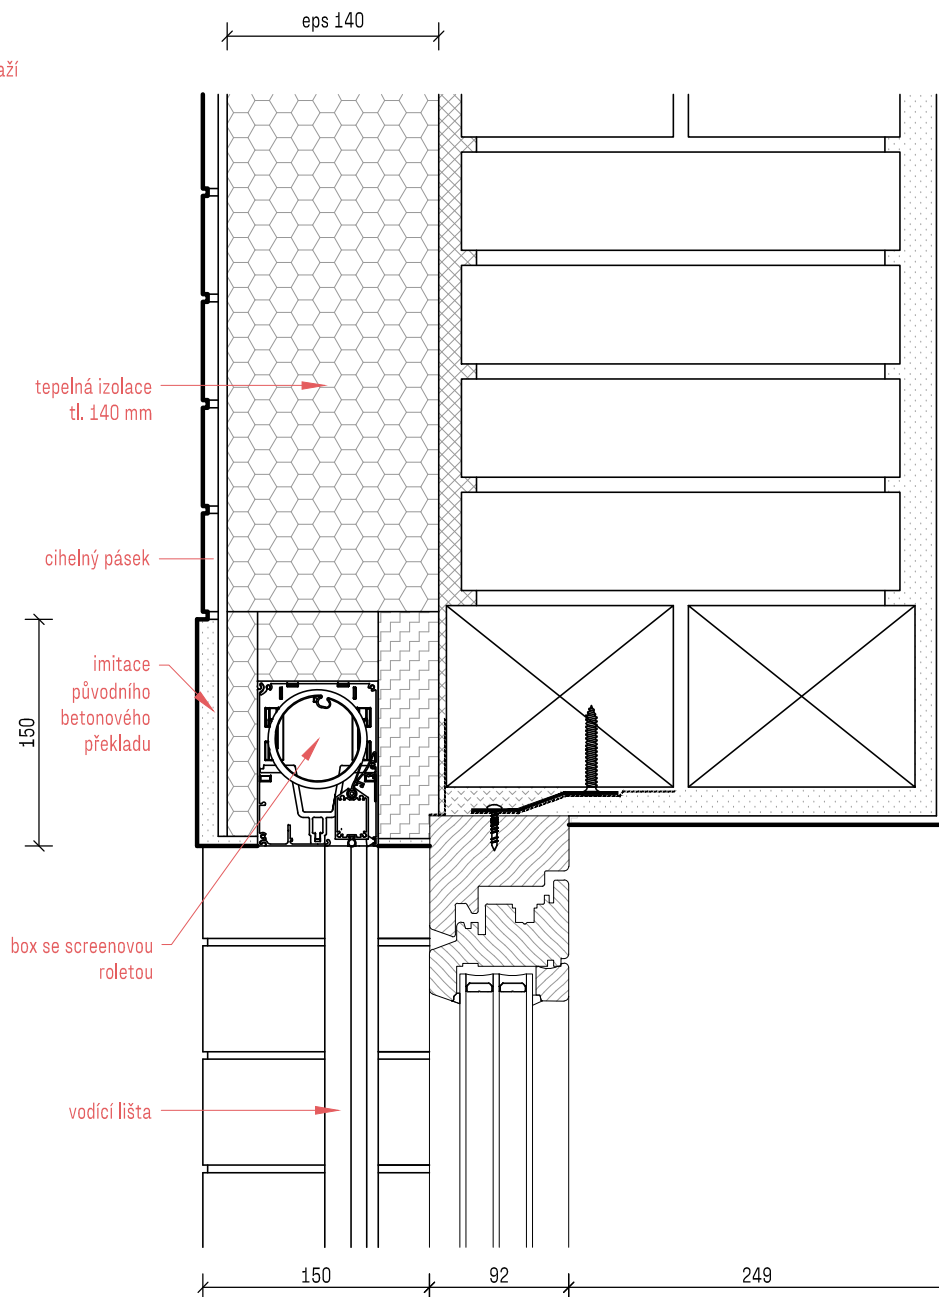 eps 140
aží
tepelná izolace
tl. 140 mm
cihelný pásek
imitace
původního
betonového
překladu
150
box se screenovou
roletou
vodící lišta
150
92
249